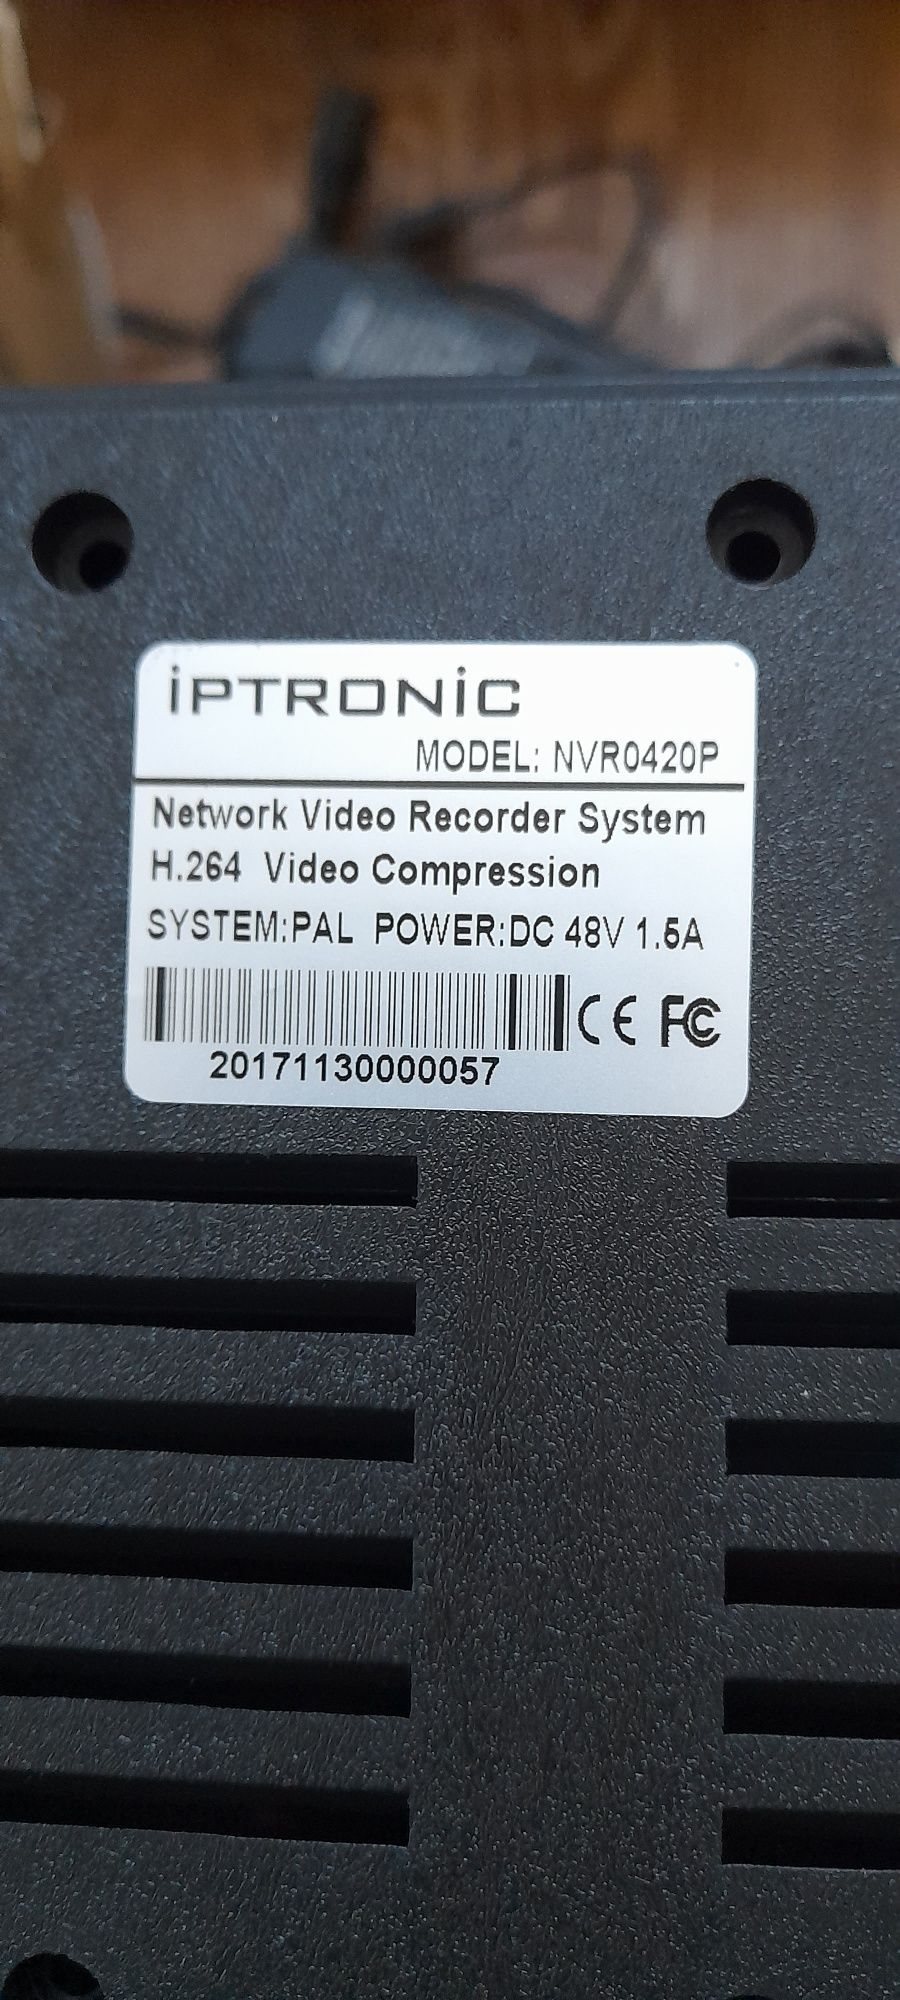 iPTRONiC
MODEL: NVR0420P
Network Video Recorder System
H.264 Video Compression
SYSTEM:PAL POWER:DC 48V 1.5A
CE FC
20171130000057